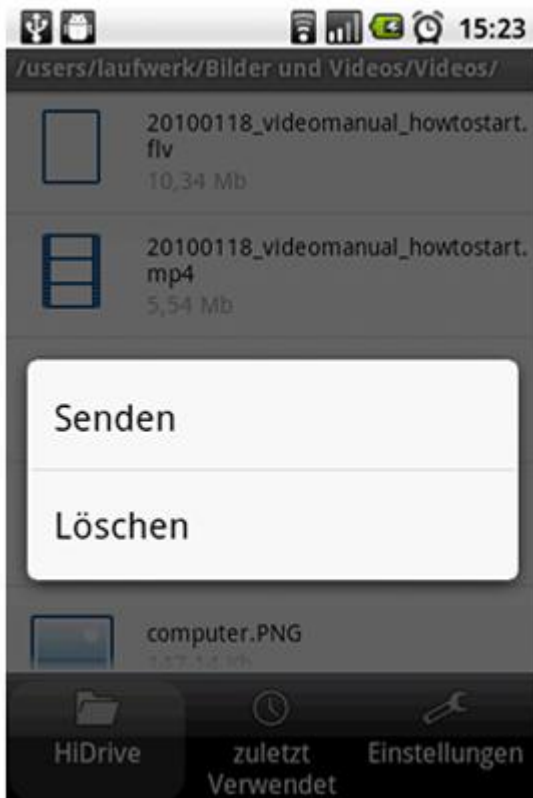 15:23
/users/laufwerk/Bilder und Videos/Videos/
20100118_videomanual_howtostart.
flv
10,34 Mb
20100118_videomanual_howtostart.
mp4
5,54 Mb
Senden
Löschen
computer.PNG
HiDrive
zuletzt
Verwendet
Einstellungen